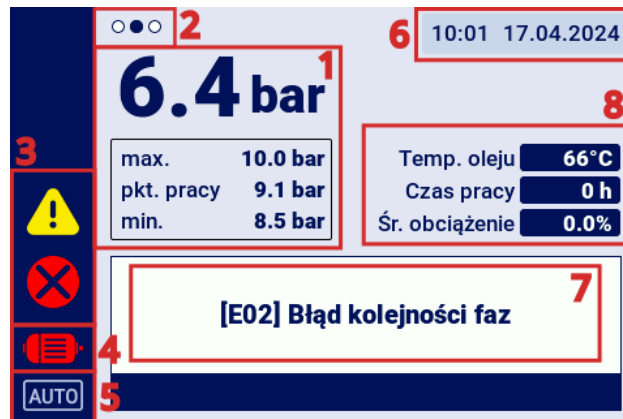 2
6
10:01 17.04.2024
1
6.4 bar
8
3
max. 10.0 bar
pkt. pracy 9.1 bar
min. 8.5 bar
Temp. oleju 66°C
Czas pracy 0 h
Śr. obciążenie 0.0%
!
7
[E02] Błąd kolejności faz
4
AUTO
5